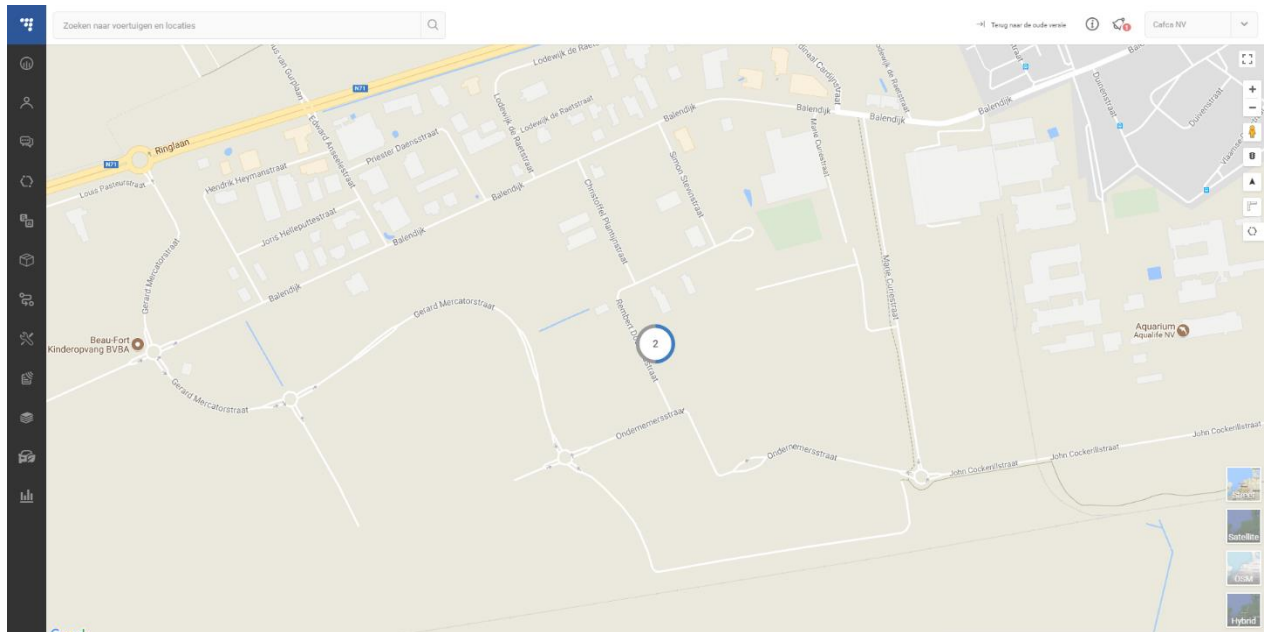 Zoeken naar voertuigen en locaties
Terug naar de oude versie
Cafca NV
Lodewijk de Raetstraat
N71
Ringlaan
N71
Louis Pasteurstraat
Hendrik Heymanstraat
Edward Anseelestraat
Priester Daensstraat
Lodewijk de Raetstraat
Lodewijk de Raetstraat
Balendijk
Balendijk
Balendijk
Balendijk
Duinenstraat
Duinenstraat
Joris Helleputtestraat
Balendijk
Balendijk
Balendijk
Simon Stevinstraat
Christoffel Plantijnstraat
Marie Curiestraat
Marie Curiestraat
Gerard Mercatorstraat
Gerard Mercatorstraat
Gerard Mercatorstraat
Rembert
2
Beau-Fort
Kinderopvang BVBA
Aquarium
Aqualife NV
Ondernemersstraat
Ondernemersstraat
John Cockerillstraat
John Cockerillstraat
John Cockerillstraat
Satellite
OSM
Hybrid